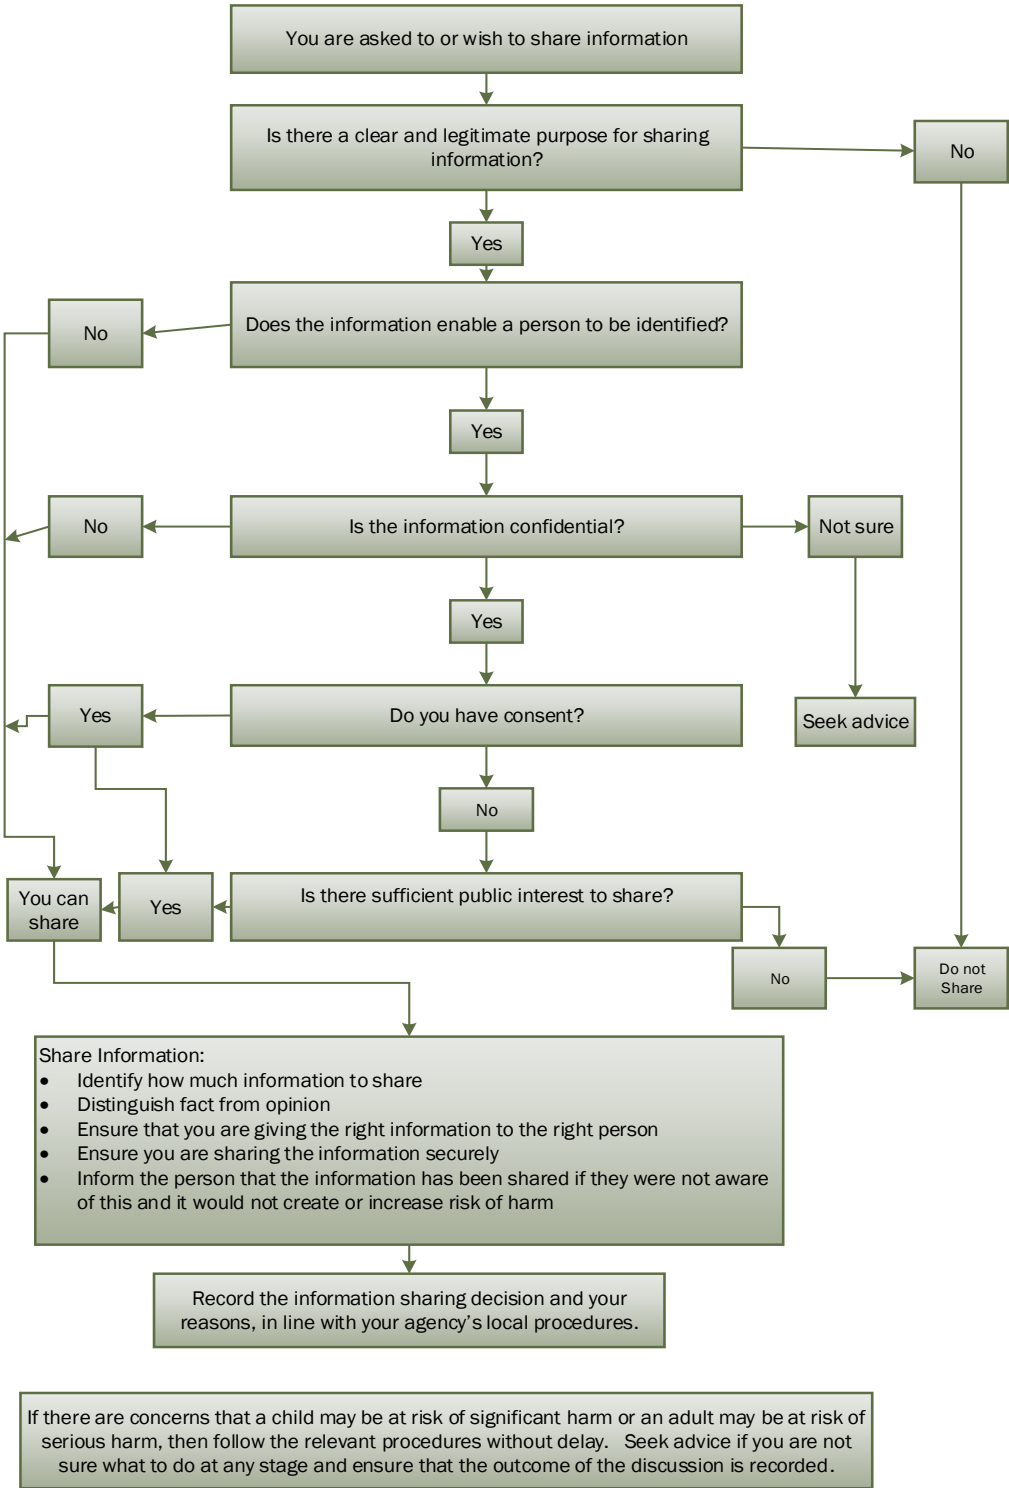 You are asked to or wish to share information
Is there a clear and legitimate purpose for sharing
information?
No
Yes
Does the information enable a person to be identified?
No
Yes
No
Is the information confidential?
Not sure
Yes
Yes
Do you have consent?
Seek advice
No
You can
share
Yes
Is there sufficient public interest to share?
No
Do not
Share
Share Information:
• Identify how much information to share
• Distinguish fact from opinion
• Ensure that you are giving the right information to the right person
• Ensure you are sharing the information securely
• Inform the person that the information has been shared if they were not aware
of this and it would not create or increase risk of harm
Record the information sharing decision and your
reasons, in line with your agency’s local procedures.
If there are concerns that a child may be at risk of significant harm or an adult may be at risk of
serious harm, then follow the relevant procedures without delay. Seek advice if you are not
sure what to do at any stage and ensure that the outcome of the discussion is recorded.